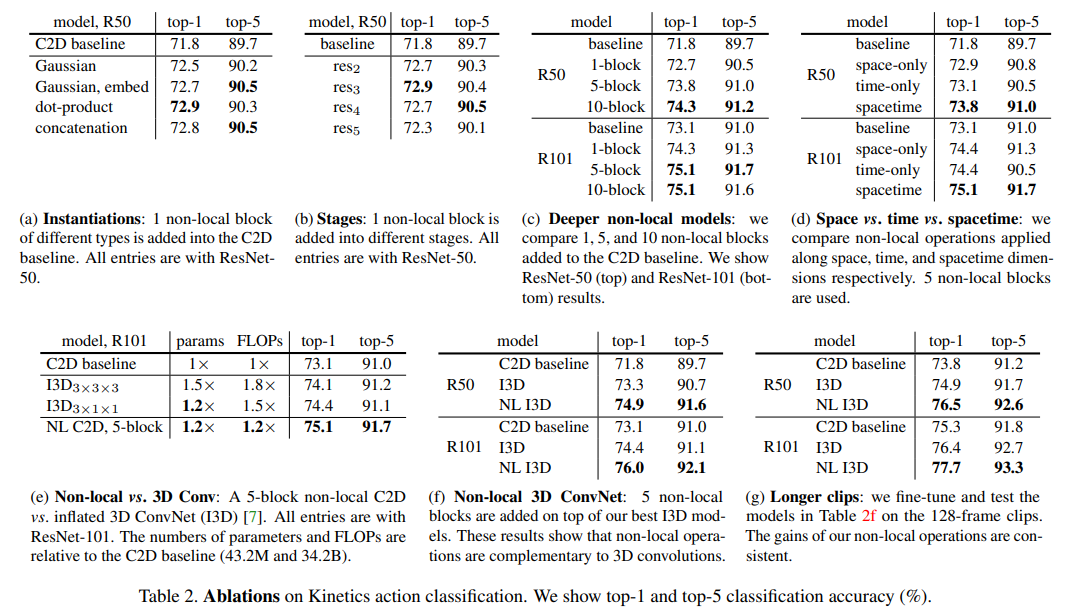 model, R50 top-1 top-5
C2D baseline 71.8 89.7
Gaussian 72.5 90.2
Gaussian, embed 72.7 90.5
dot-product 72.9 90.3
concatenation 72.8 90.5
(a) Instantiations: 1 non-local block
of different types is added into the C2D
baseline. All entries are with ResNet-
50.
model, R50 top-1 top-5
baseline 71.8 89.7
res2 72.7 90.3
res3 72.9 90.4
res4 72.7 90.5
res5 72.3 90.1
(b) Stages: 1 non-local block is
added into different stages. All
entries are with ResNet-50.
model top-1 top-5
baseline 71.8 89.7
R50 1-block 72.7 90.5
5-block 73.8 91.0
10-block 74.3 91.2
baseline 73.1 91.0
R101 1-block 74.3 91.3
5-block 75.1 91.7
10-block 75.1 91.6
(c) Deeper non-local models: we
compare 1, 5, and 10 non-local blocks
added to the C2D baseline. We show
ResNet-50 (top) and ResNet-101 (bot-
tom) results.
model top-1 top-5
baseline 71.8 89.7
R50 space-only 72.9 90.8
time-only 73.1 90.5
spacetime 73.8 91.0
baseline 73.1 91.0
R101 space-only 74.4 91.3
time-only 74.4 90.5
spacetime 75.1 91.7
(d) Space vs. time vs. spacetime: we
compare non-local operations applied
along space, time, and spacetime dimen-
sions respectively. 5 non-local blocks
are used.
model, R101 params FLOPs top-1 top-5
C2D baseline 1× 1× 73.1 91.0
I3D3×3×3 1.5× 1.8× 74.1 91.2
I3D3×1×1 1.2× 1.5× 74.4 91.1
NL C2D, 5-block 1.2× 1.2× 75.1 91.7
(e) Non-local vs. 3D Conv: A 5-block non-local C2D
vs. inflated 3D ConvNet (I3D) [7]. All entries are with
ResNet-101. The numbers of parameters and FLOPs are
relative to the C2D baseline (43.2M and 34.2B).
model top-1 top-5
C2D baseline 71.8 89.7
R50 I3D 73.3 90.7
NL I3D 74.9 91.6
C2D baseline 73.1 91.0
R101 I3D 74.4 91.1
NL I3D 76.0 92.1
(f) Non-local 3D ConvNet: 5 non-local
blocks are added on top of our best I3D mod-
els. These results show that non-local opera-
tions are complementary to 3D convolutions.
model top-1 top-5
C2D baseline 73.8 91.2
R50 I3D 74.9 91.7
NL I3D 76.5 92.6
C2D baseline 75.3 91.8
R101 I3D 76.4 92.7
NL I3D 77.7 93.3
(g) Longer clips: we fine-tune and test the
models in Table 2f on the 128-frame clips.
The gains of our non-local operations are con-
sistent.
Table 2. Ablations on Kinetics action classification. We show top-1 and top-5 classification accuracy (%).